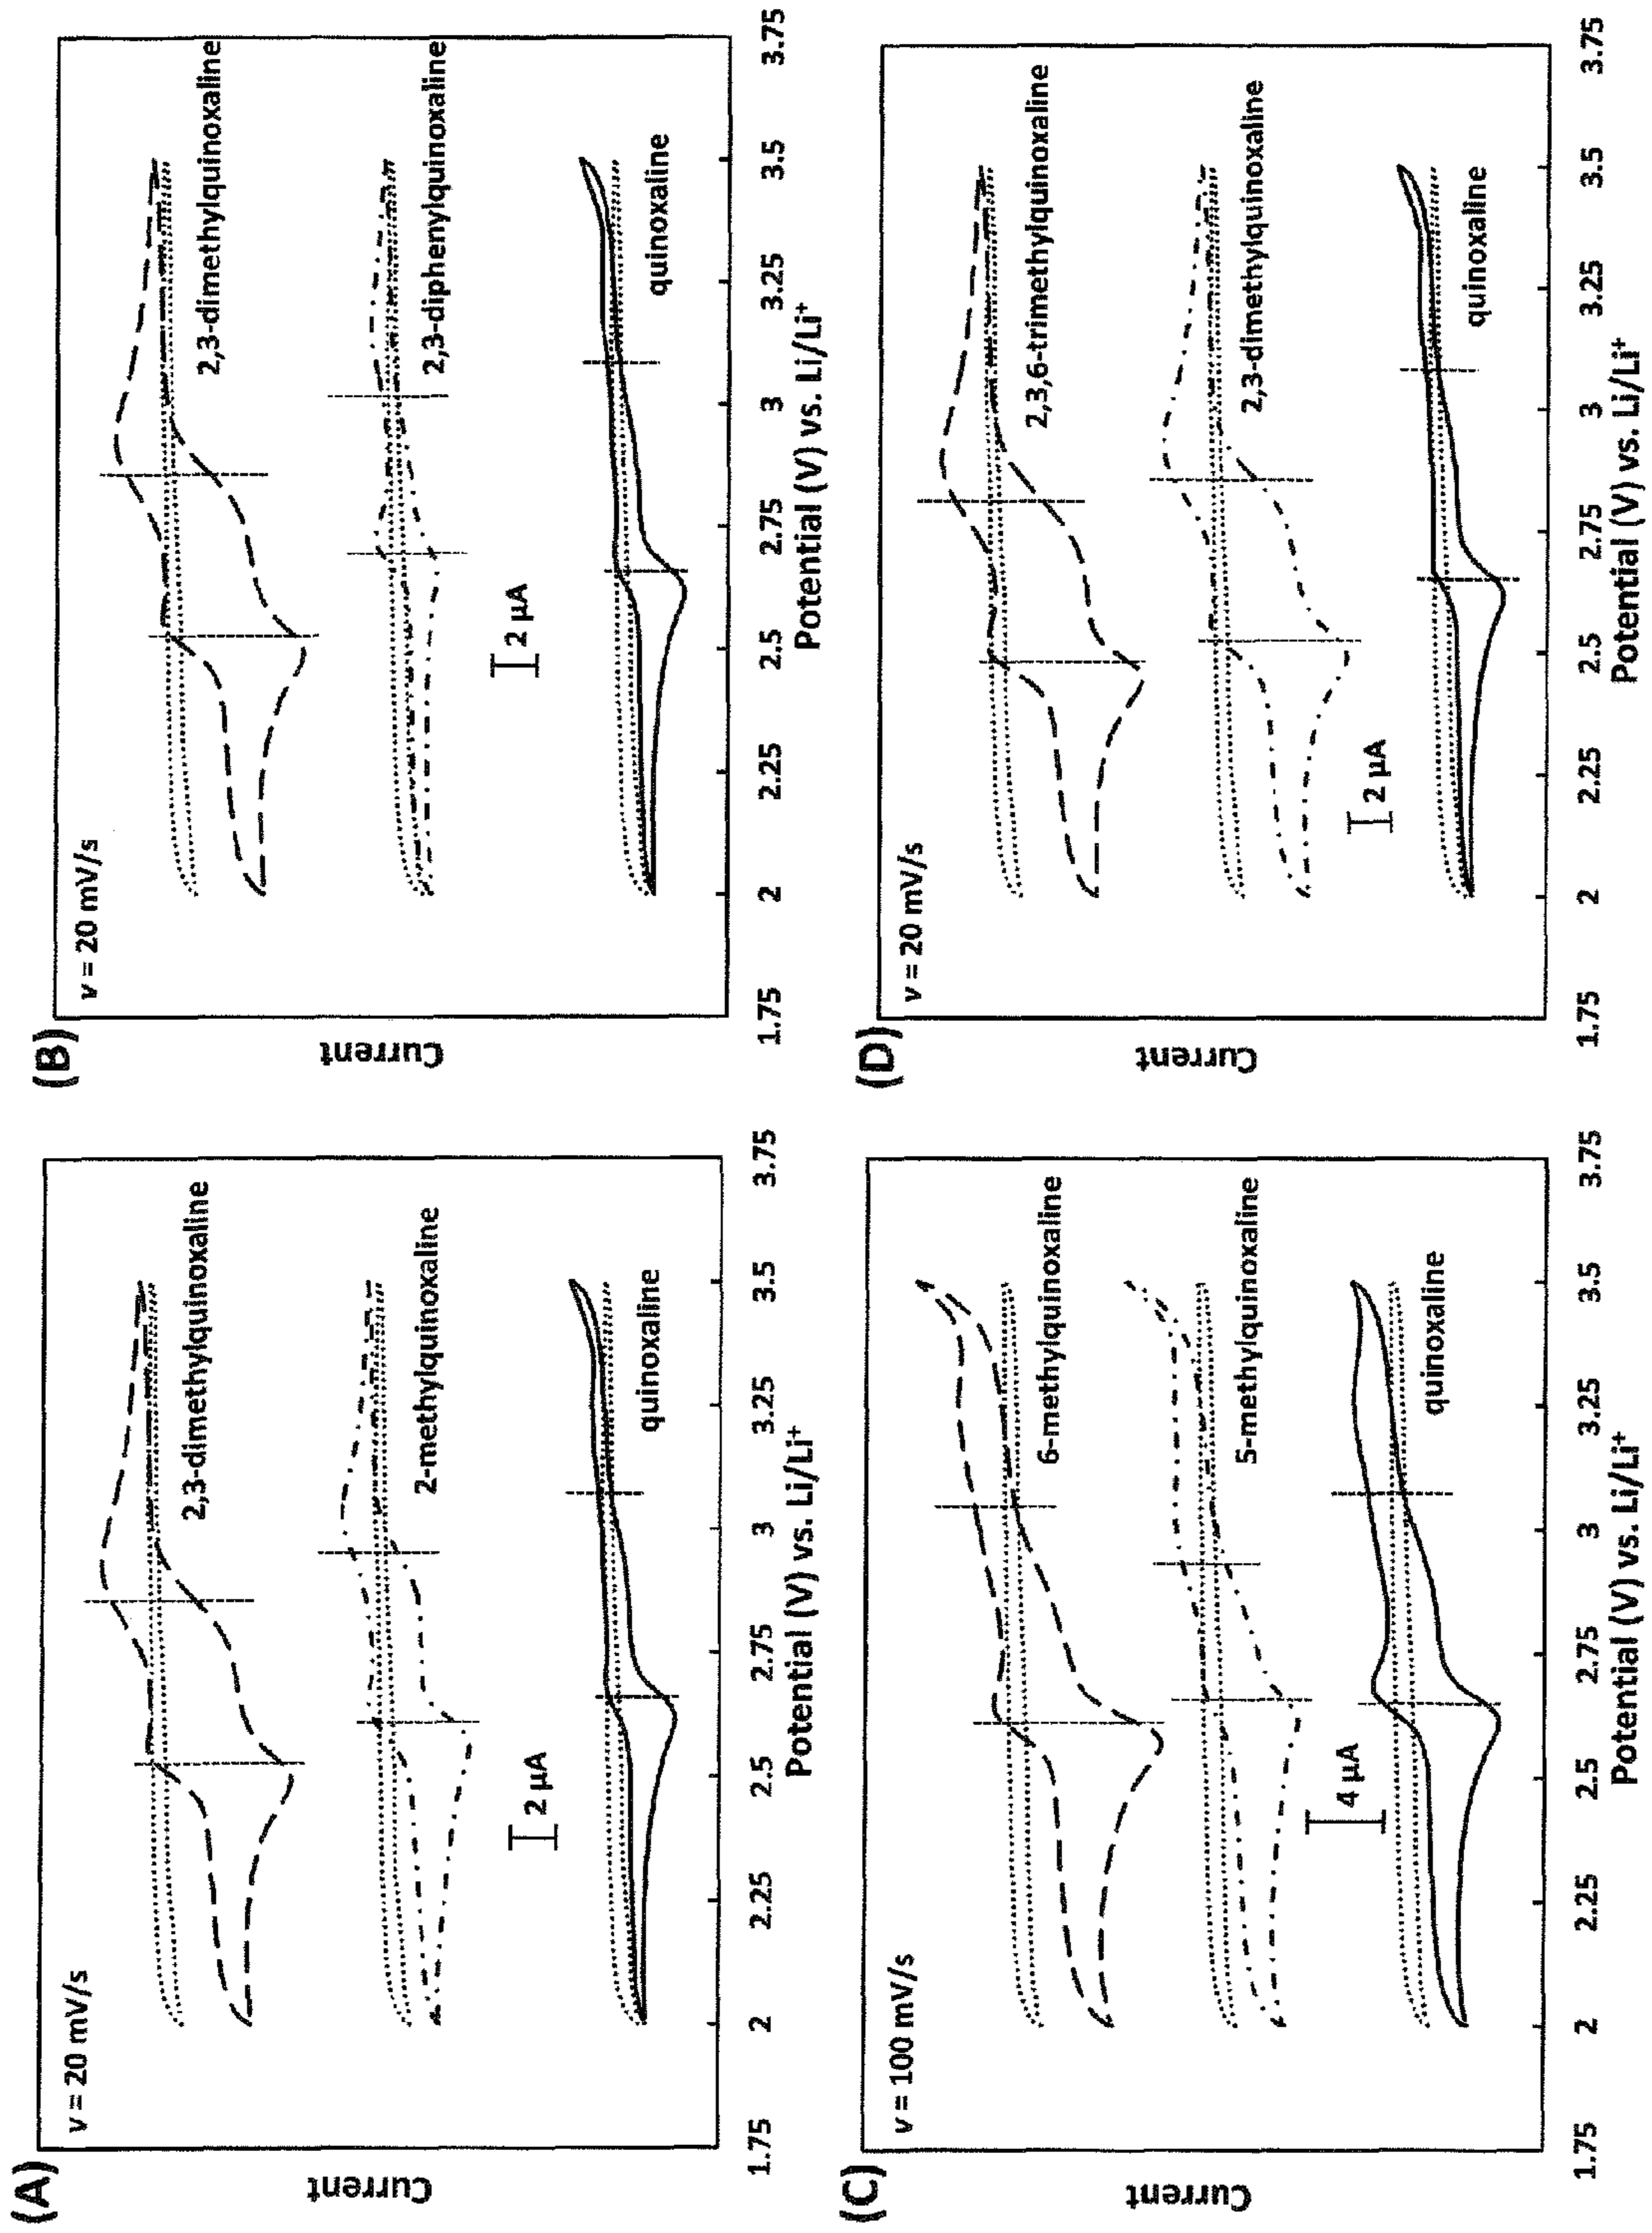 (A)
v = 20 mV/s
2,3-dimethylquinoxaline
2-methylquinoxaline
2 µA
quinoxaline
Current
1.75 2 2.25 2.5 2.75 3 3.25 3.5 3.75
Potential (V) vs. Li/Li⁺
(B)
v = 20 mV/s
2,3-dimethylquinoxaline
2,3-diphenylquinoxaline
2 µA
quinoxaline
Current
1.75 2 2.25 2.5 2.75 3 3.25 3.5 3.75
Potential (V) vs. Li/Li⁺
(C)
v = 100 mV/s
6-methylquinoxaline
5-methylquinoxaline
4 µA
quinoxaline
Current
1.75 2 2.25 2.5 2.75 3 3.25 3.5 3.75
Potential (V) vs. Li/Li⁺
(D)
v = 20 mV/s
2,3,6-trimethylquinoxaline
2,3-dimethylquinoxaline
2 µA
quinoxaline
Current
1.75 2 2.25 2.5 2.75 3 3.25 3.5 3.75
Potential (V) vs. Li/Li⁺